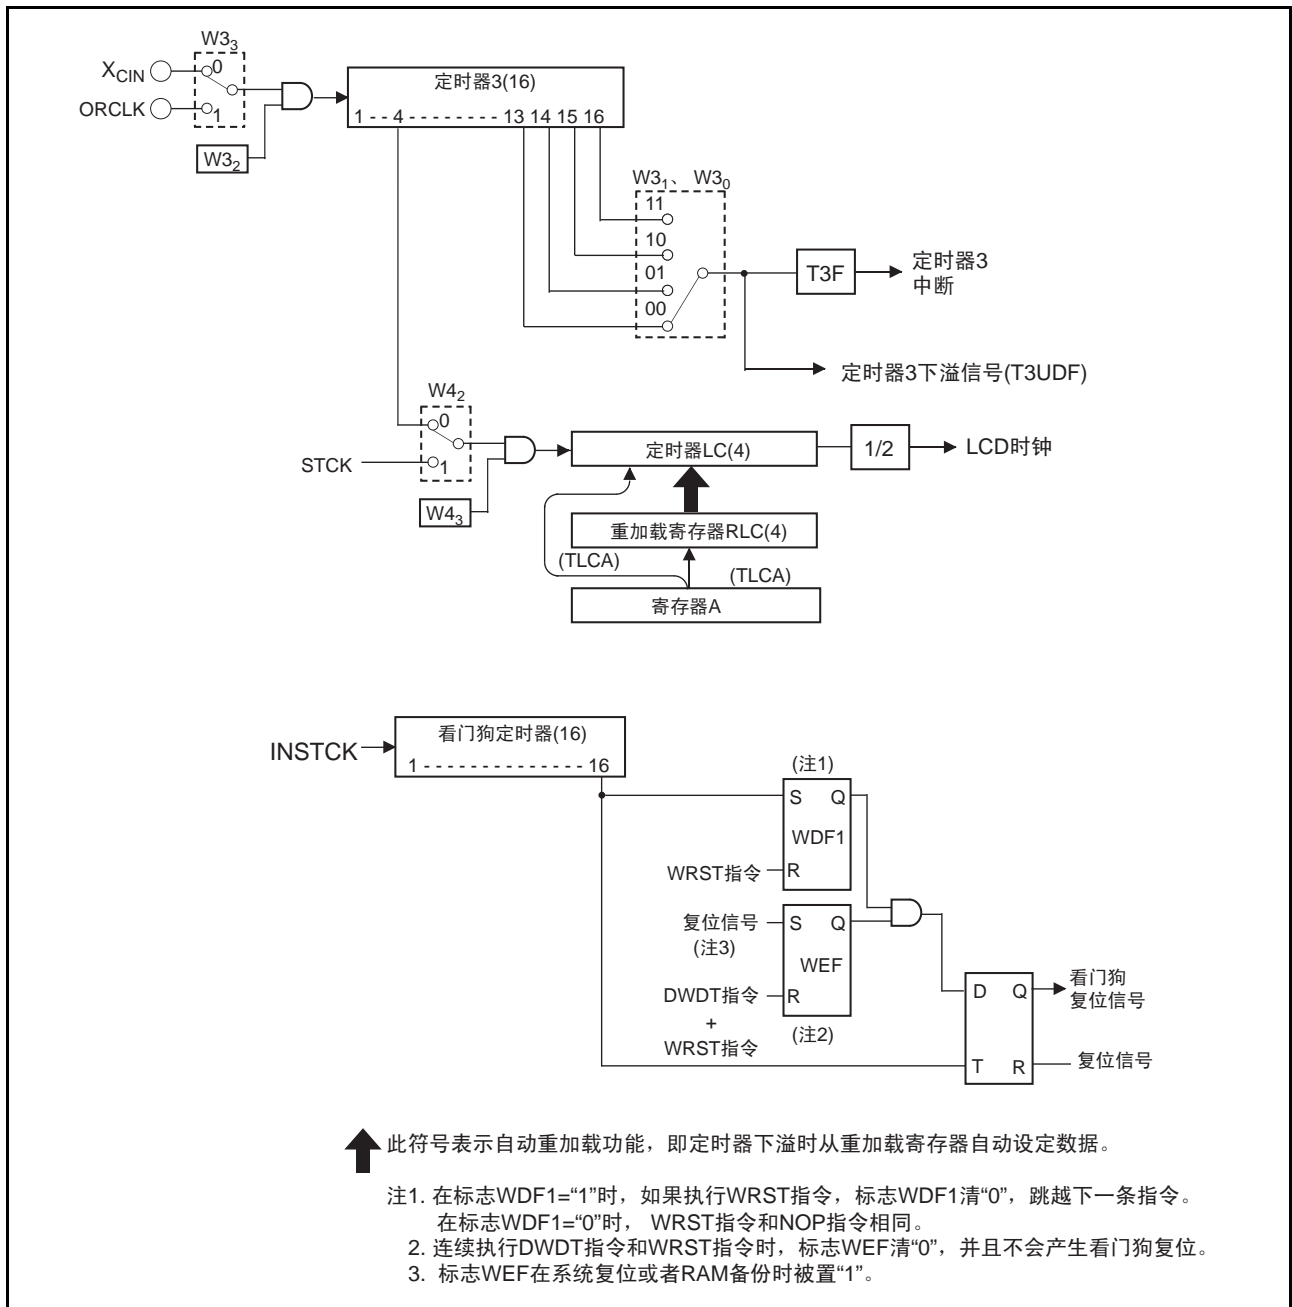 W3₃
X_CIN
0
定时器3(16)
ORCLK
1
1 - - 4 - - - - - - - - - 13 14 15 16
W3₂
W3₁、 W3₀
11
10
01
00
T3F
定时器3
中断
定时器3下溢信号(T3UDF)
W4₂
0
STCK
1
W4₃
定时器LC(4)
1/2
LCD时钟
重加载寄存器RLC(4)
(TLCA)
(TLCA)
寄存器A
看门狗定时器(16)
INSTCK
1 - - - - - - - - - - - - - - 16
(注1)
S Q
WDF1
WRST指令
R
复位信号
(注3)
S Q
WEF
DWDT指令
+
WRST指令
R
(注2)
D Q
看门狗
复位信号
T R
复位信号
此符号表示自动重加载功能，即定时器下溢时从重加载寄存器自动设定数据。
注1. 在标志WDF1=“1”时，如果执行WRST指令，标志WDF1清“0”，跳越下一条指令。
在标志WDF1=“0”时， WRST指令和NOP指令相同。
2. 连续执行DWDT指令和WRST指令时，标志WEF清“0”，并且不会产生看门狗复位。
3. 标志WEF在系统复位或者RAM备份时被置“1”。